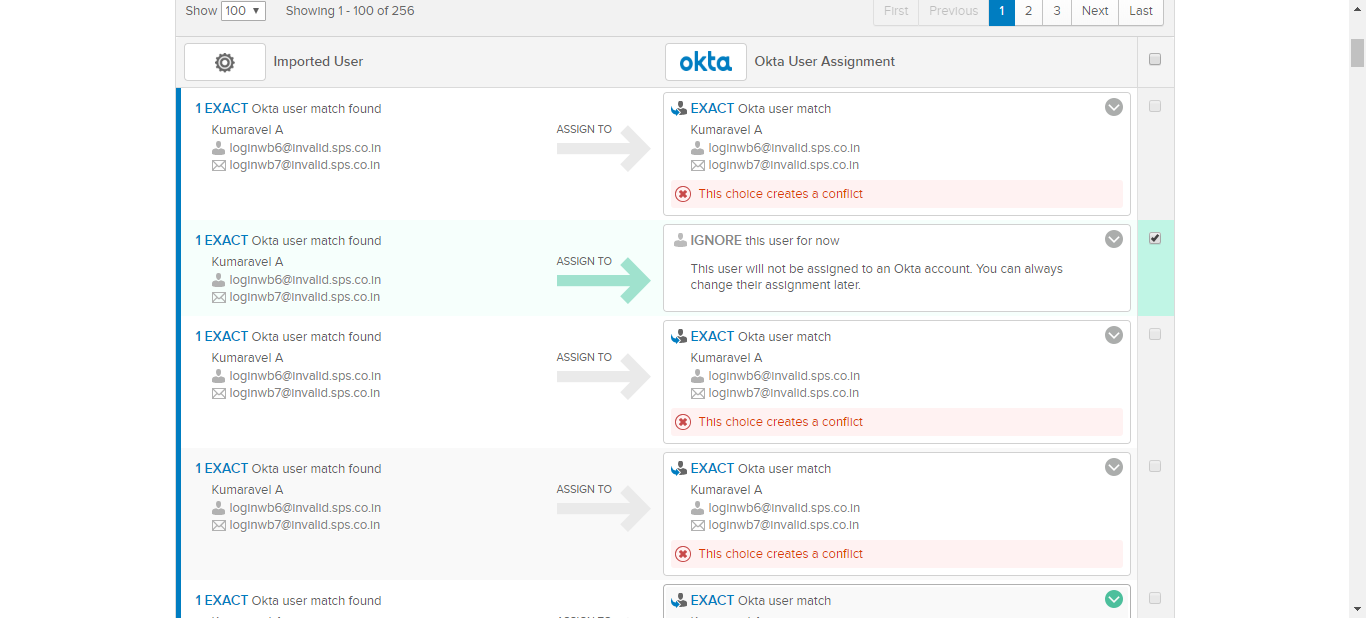 Show 100 Showing 1 - 100 of 256 First Previous 1 2 3 Next Last
Imported User okta Okta User Assignment
1 EXACT Okta user match found
Kumaravel A
loginwb6@invalid.sps.co.in
loginwb7@invalid.sps.co.in
ASSIGN TO
EXACT Okta user match
Kumaravel A
loginwb6@invalid.sps.co.in
loginwb7@invalid.sps.co.in
This choice creates a conflict
1 EXACT Okta user match found
Kumaravel A
loginwb6@invalid.sps.co.in
loginwb7@invalid.sps.co.in
ASSIGN TO
IGNORE this user for now
This user will not be assigned to an Okta account. You can always
change their assignment later.
1 EXACT Okta user match found
Kumaravel A
loginwb6@invalid.sps.co.in
loginwb7@invalid.sps.co.in
ASSIGN TO
EXACT Okta user match
Kumaravel A
loginwb6@invalid.sps.co.in
loginwb7@invalid.sps.co.in
This choice creates a conflict
1 EXACT Okta user match found
Kumaravel A
loginwb6@invalid.sps.co.in
loginwb7@invalid.sps.co.in
ASSIGN TO
EXACT Okta user match
Kumaravel A
loginwb6@invalid.sps.co.in
loginwb7@invalid.sps.co.in
This choice creates a conflict
1 EXACT Okta user match found
EXACT Okta user match